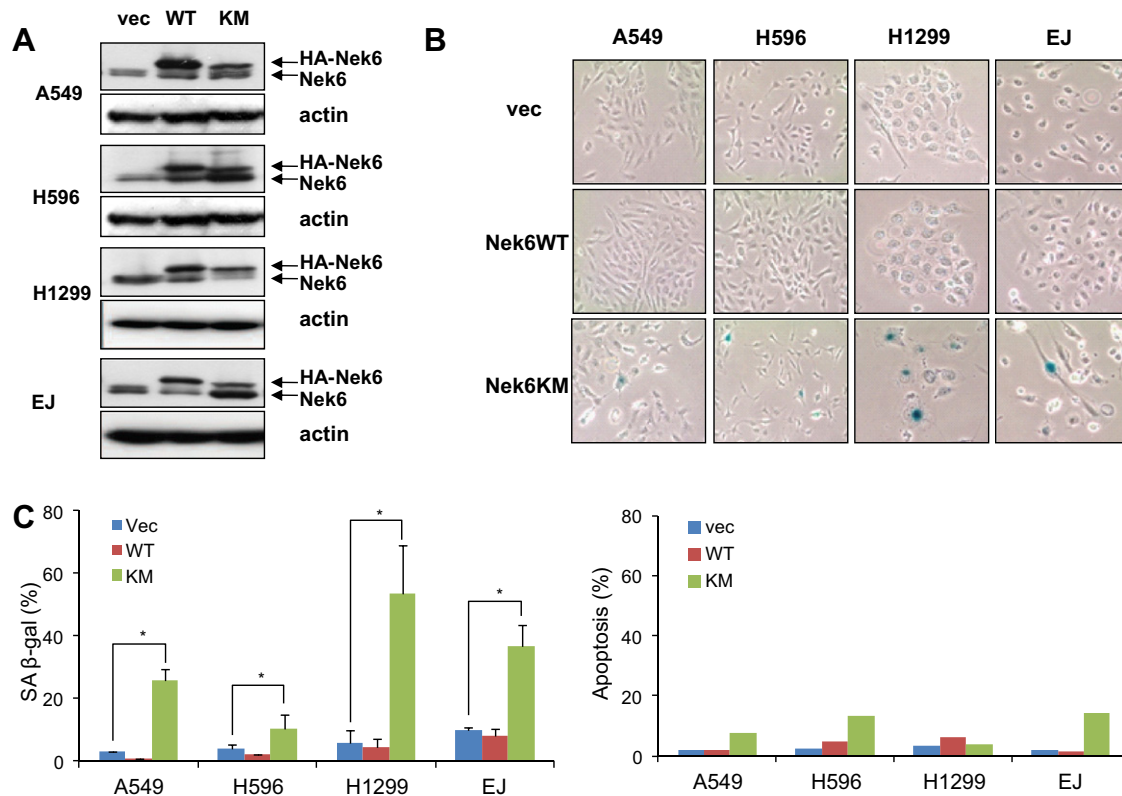 A
vec WT KM
A549
HA-Nek6
Nek6
actin
H596
HA-Nek6
Nek6
actin
H1299
HA-Nek6
Nek6
actin
EJ
HA-Nek6
Nek6
actin
B
A549 H596 H1299 EJ
vec
Nek6WT
Nek6KM
C
SA β-gal (%)
80
60
40
20
0
Vec
WT
KM
*
*
*
*
A549 H596 H1299 EJ
Apoptosis (%)
80
60
40
20
0
vec
WT
KM
A549 H596 H1299 EJ